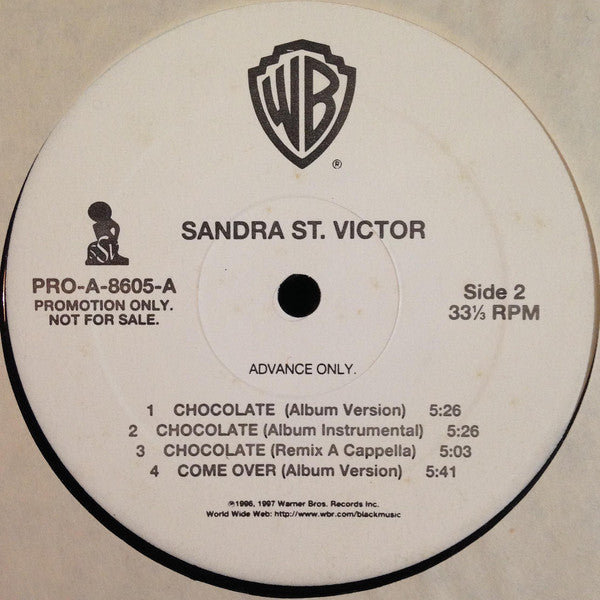 WB
®
SSV
SANDRA ST. VICTOR
PRO-A-8605-A
PROMOTION ONLY.
NOT FOR SALE.
Side 2
33⅓ RPM
ADVANCE ONLY.
1 CHOCOLATE (Album Version) 5:26
2 CHOCOLATE (Album Instrumental) 5:26
3 CHOCOLATE (Remix A Cappella) 5:03
4 COME OVER (Album Version) 5:41
℗1996, 1997 Warner Bros. Records Inc.
World Wide Web: http://www.wbr.com/blackmusic